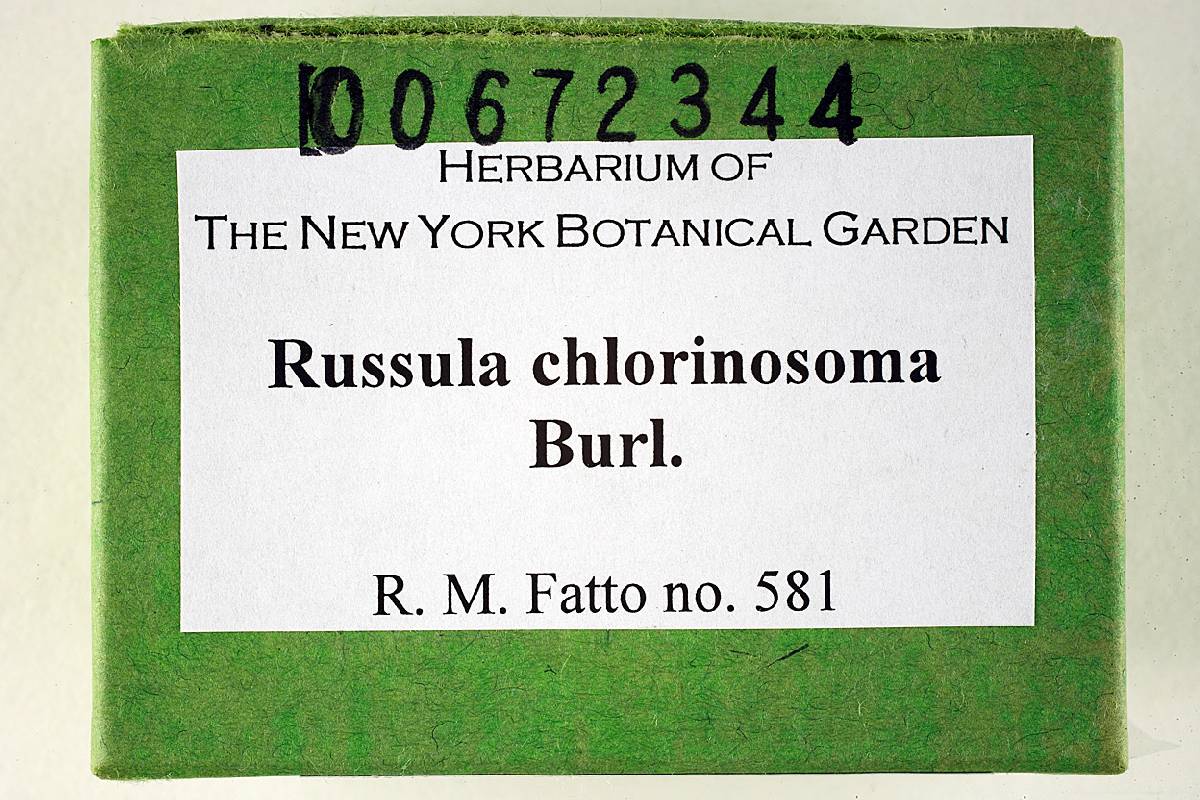 00672344
HERBARIUM OF
THE NEW YORK BOTANICAL GARDEN
Russula chlorinosoma
Burl.
R. M. Fatto no. 581